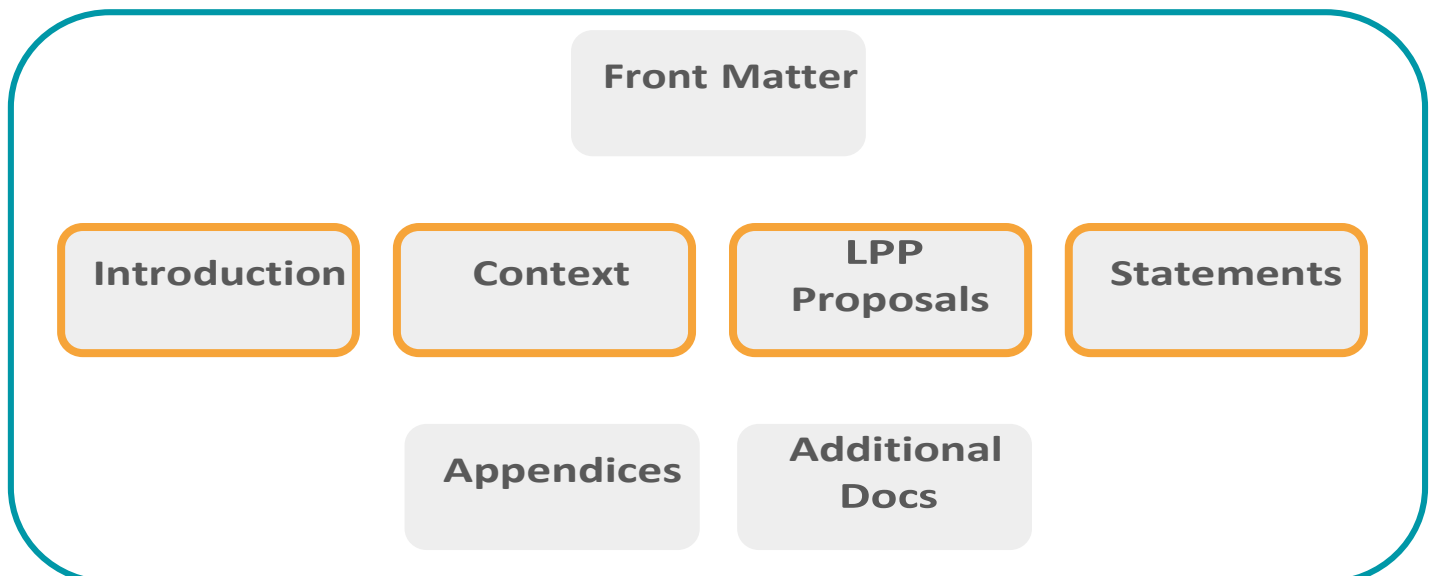 Front Matter
Introduction
Context
LPP
Proposals
Statements
Appendices
Additional
Docs